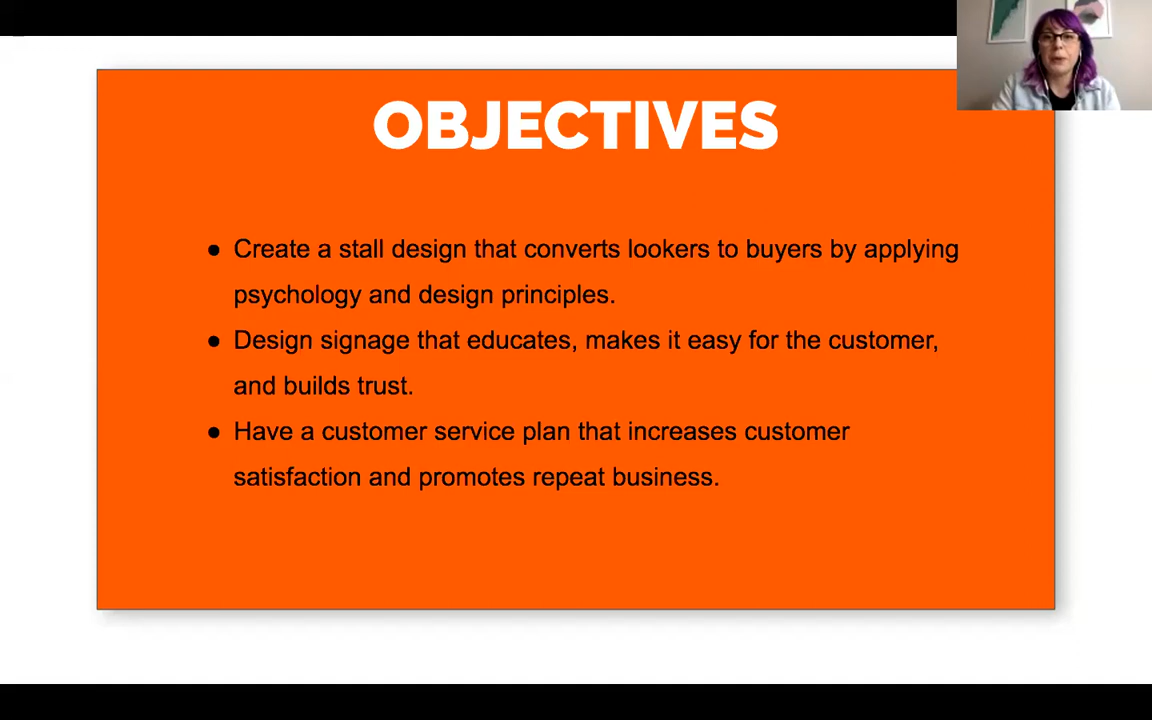 OBJECTIVES
● Create a stall design that converts lookers to buyers by applying
psychology and design principles.
● Design signage that educates, makes it easy for the customer,
and builds trust.
● Have a customer service plan that increases customer
satisfaction and promotes repeat business.